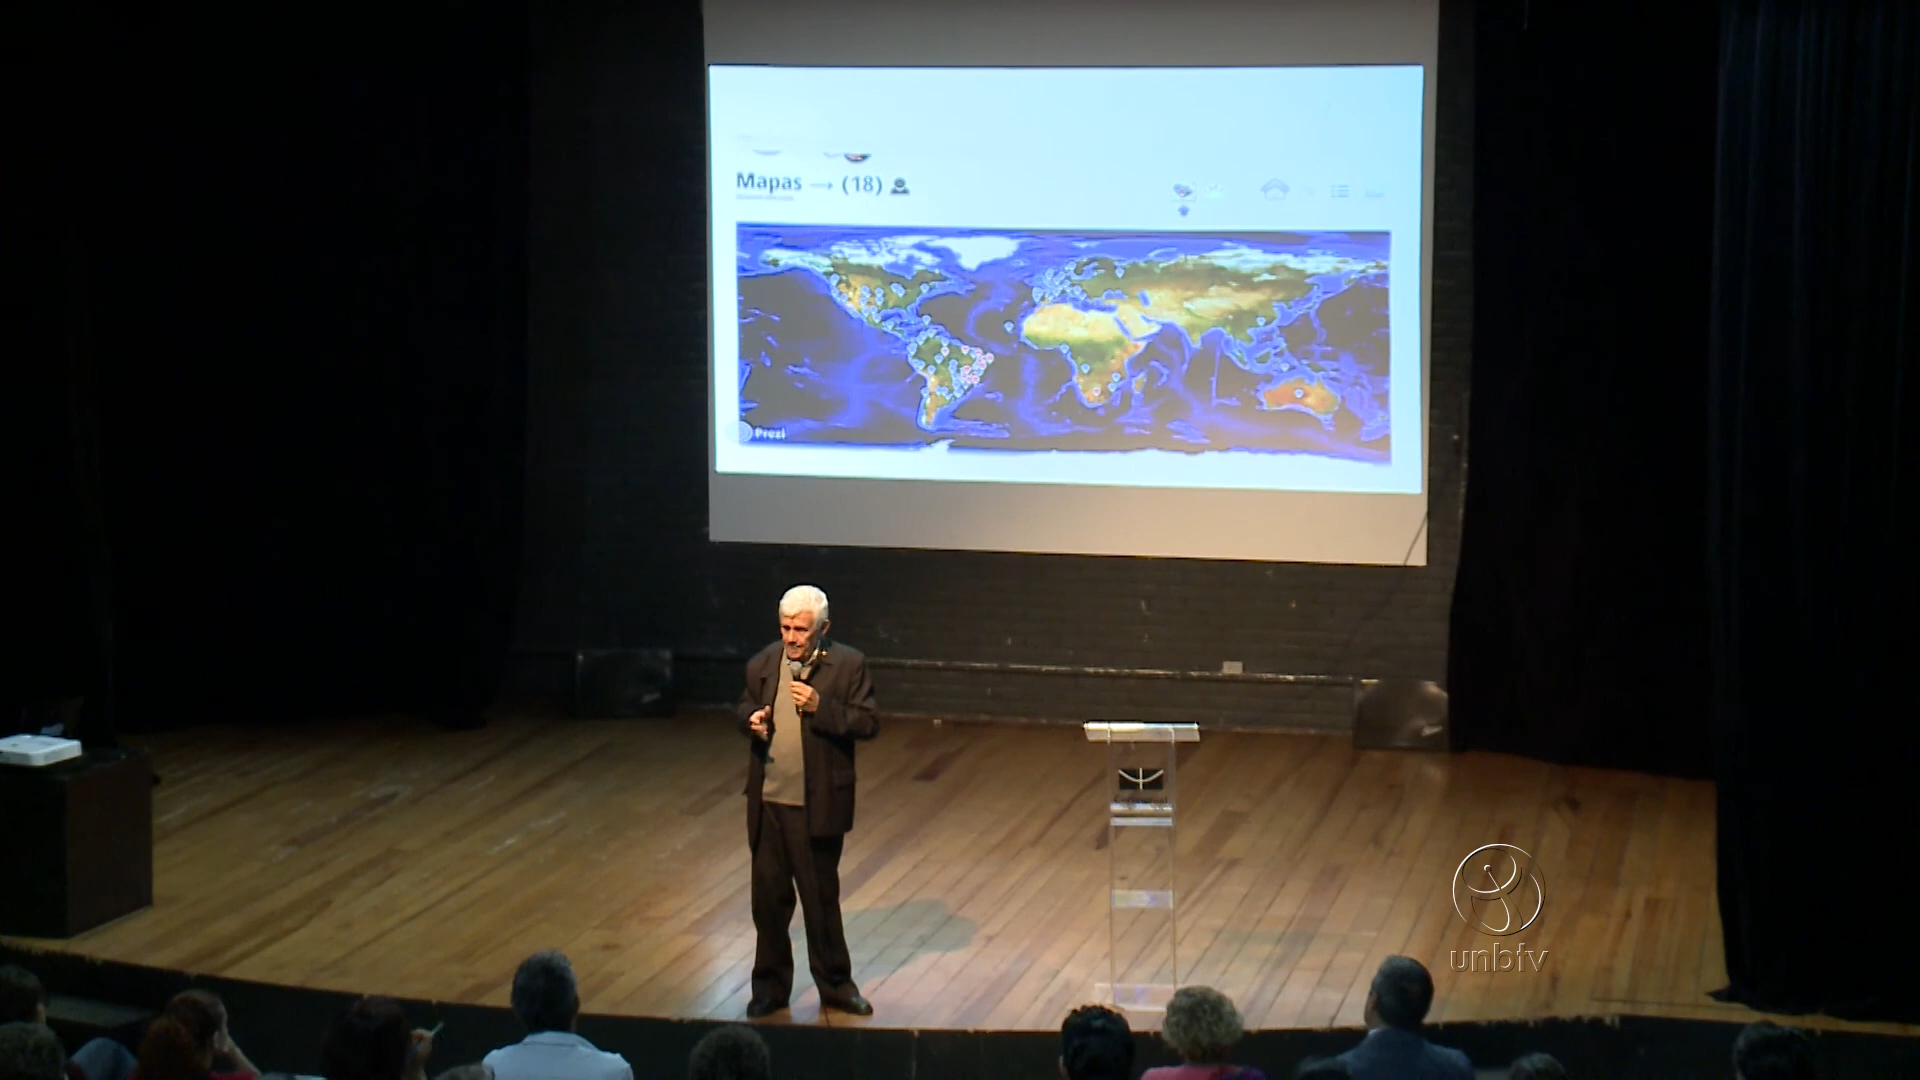 Mapas → (18)
Prezi
unbtv